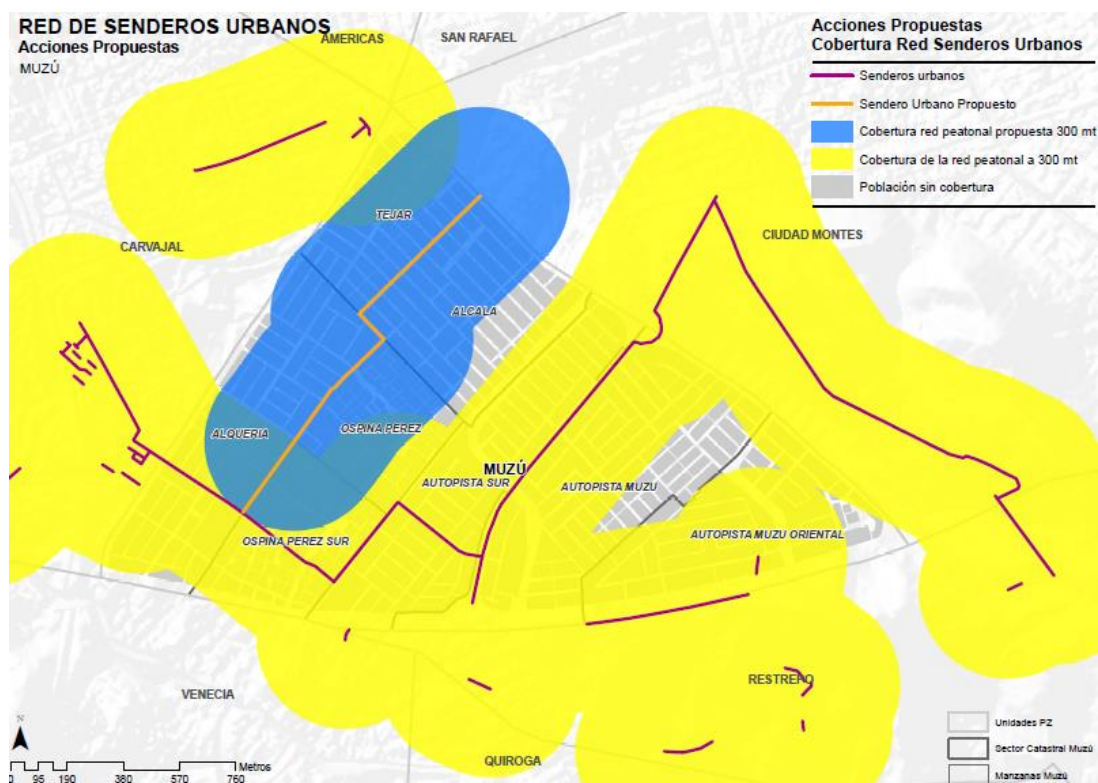 RED DE SENDEROS URBANOS
Acciones Propuestas
MUZÚ
AMERICAS
SAN RAFAEL
Acciones Propuestas
Cobertura Red Senderos Urbanos
Senderos urbanos
Sendero Urbano Propuesto
Cobertura red peatonal propuesta 300 mt
Cobertura de la red peatonal a 300 mt
Población sin cobertura
TEJAR
CARVAJAL
CIUDAD MONTES
ALCALA
ALQUERIA
OSPIÑA PEREZ
MUZÚ
AUTOPISTA SUR
AUTOPISTA MUZU
OSPIÑA PEREZ SUR
AUTOPISTA MUZU ORIENTAL
VENECIA
RESTREPO
QUIROGA
N
Metros
0 95 190 380 570 760
Unidades PZ
Sector Catastral Muzú
Manzanas Muzú